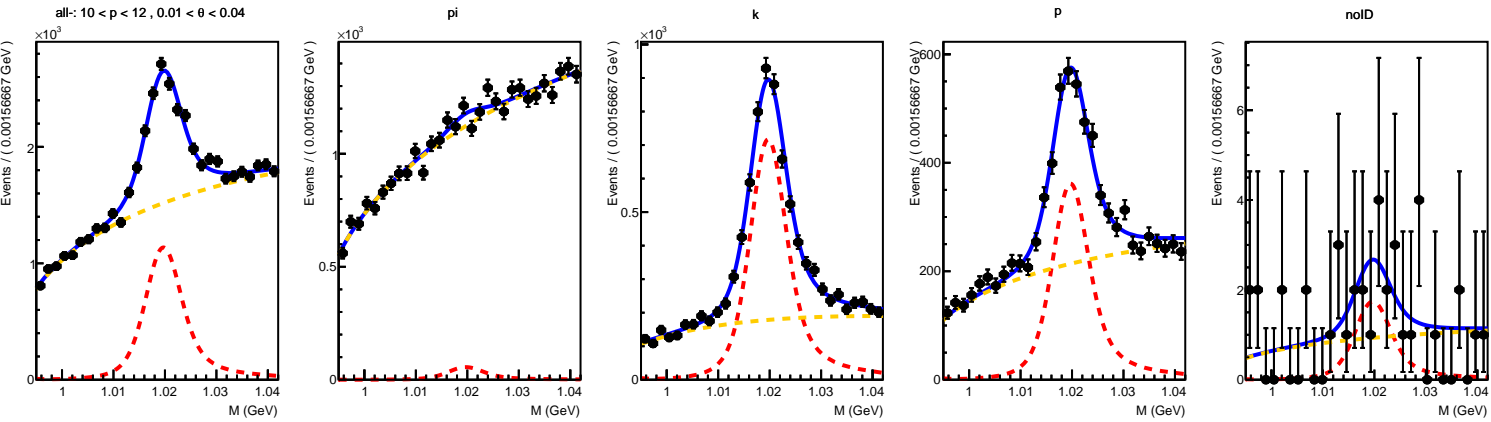 all-: 10 < p < 12 , 0.01 < θ < 0.04
×10³
Events / ( 0.00156667 GeV )
2
1
0
1 1.01 1.02 1.03 1.04
M (GeV)
pi
×10³
Events / ( 0.00156677 GeV )
1
0.5
0
1 1.01 1.02 1.03 1.04
M (GeV)
k
×10³
Events / ( 0.00156667 GeV )
1
0.5
0
1 1.01 1.02 1.03 1.04
M (GeV)
p
Events / ( 0.00156667 GeV )
600
400
200
0
1 1.01 1.02 1.03 1.04
M (GeV)
noID
Events / ( 0.00156667 GeV )
6
4
2
0
1 1.01 1.02 1.03 1.04
M (GeV)